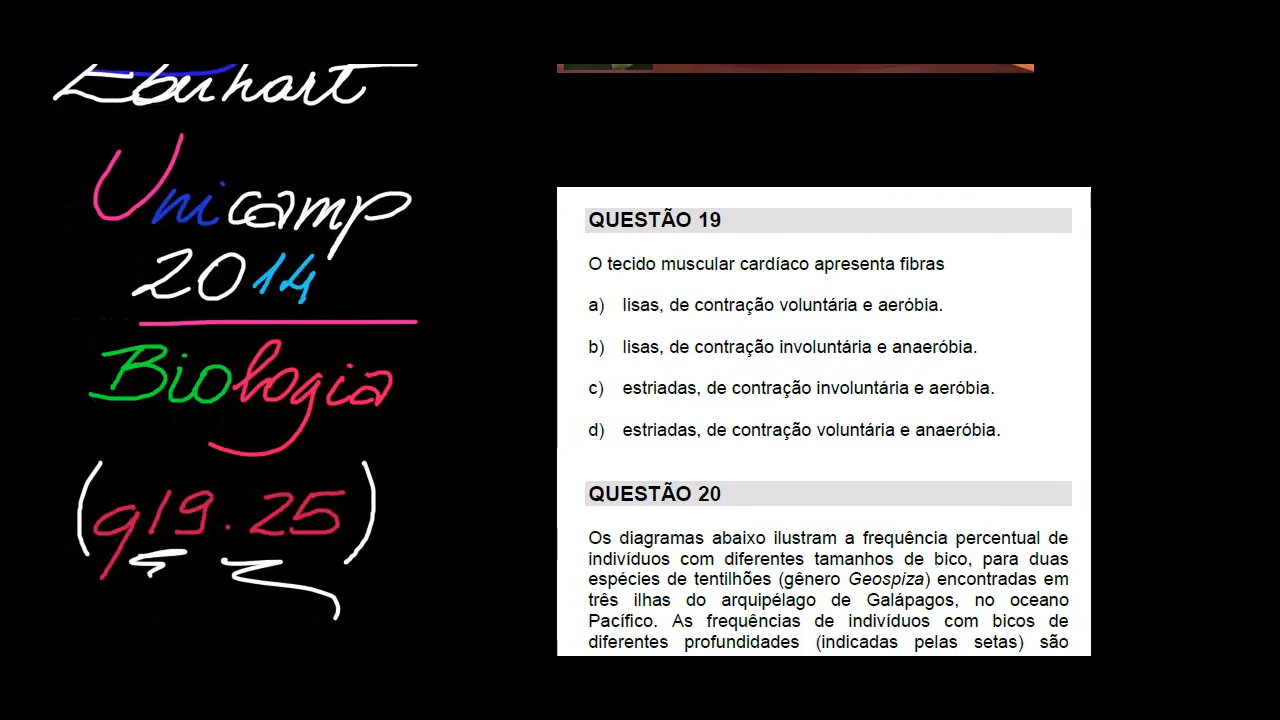 Eberhart
Unicamp
2014
Biologia
(q19.25)
QUESTÃO 19
O tecido muscular cardíaco apresenta fibras
a) lisas, de contração voluntária e aeróbia.
b) lisas, de contração involuntária e anaeróbia.
c) estriadas, de contração involuntária e aeróbia.
d) estriadas, de contração voluntária e anaeróbia.
QUESTÃO 20
Os diagramas abaixo ilustram a frequência percentual de
indivíduos com diferentes tamanhos de bico, para duas
espécies de tentilhões (gênero Geospiza) encontradas em
três ilhas do arquipélago de Galápagos, no oceano
Pacífico. As frequências de indivíduos com bicos de
diferentes profundidades (indicadas pelas setas) são